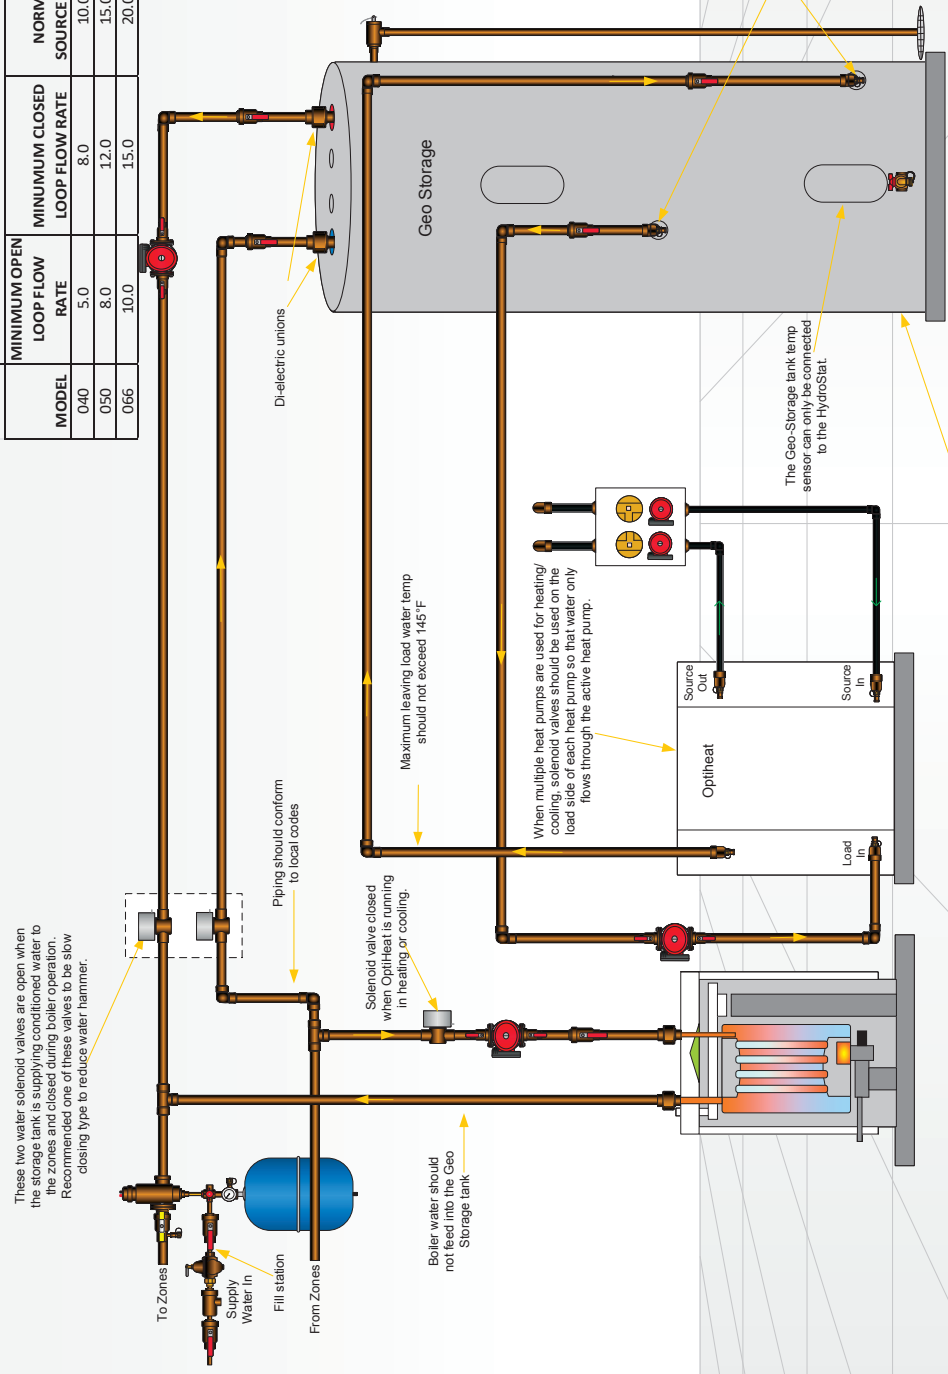 MODEL
MINIMUM OPEN
LOOP FLOW
RATE
MINUMUM CLOSED
LOOP FLOW RATE
NORM
SOURCE
040 5.0 8.0 10.0
050 8.0 12.0 15.0
066 10.0 15.0 20.0
These two water solenoid valves are open when
the storage tank is supplying conditioned water to
the zones and closed during boiler operation.
Recommended one of these valves to be slow
closing type to reduce water hammer.
To Zones
Supply
Water In
Fill station
From Zones
Piping should conform
to local codes
Di-electric unions
Solenoid valve closed
when OptiHeat is running
in heating or cooling.
Maximum leaving load water temp
should not exceed 145°F
Boiler water should
not feed into the Geo
Storage tank
Geo Storage
When multiple heat pumps are used for heating/
cooling, solenoid valves should be used on the
load side of each heat pump so that water only
flows through the active heat pump.
Optiheat
Source
Out
Source
In
Load
In
The Geo-Storage tank temp
sensor can only be connected
to the HydroStat.